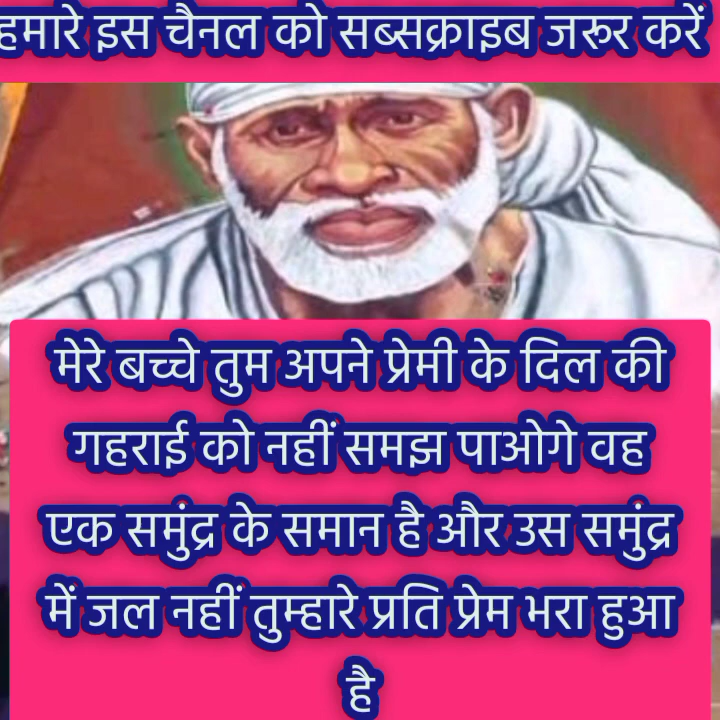 हमारे इस चैनल को सब्सक्राइब जरूर करें
मेरे बच्चे तुम अपने प्रेमी के दिल की
गहराई को नहीं समझ पाओगे वह
एक समुंद्र के समान है और उस समुंद्र
में जल नहीं तुम्हारे प्रति प्रेम भरा हुआ
है